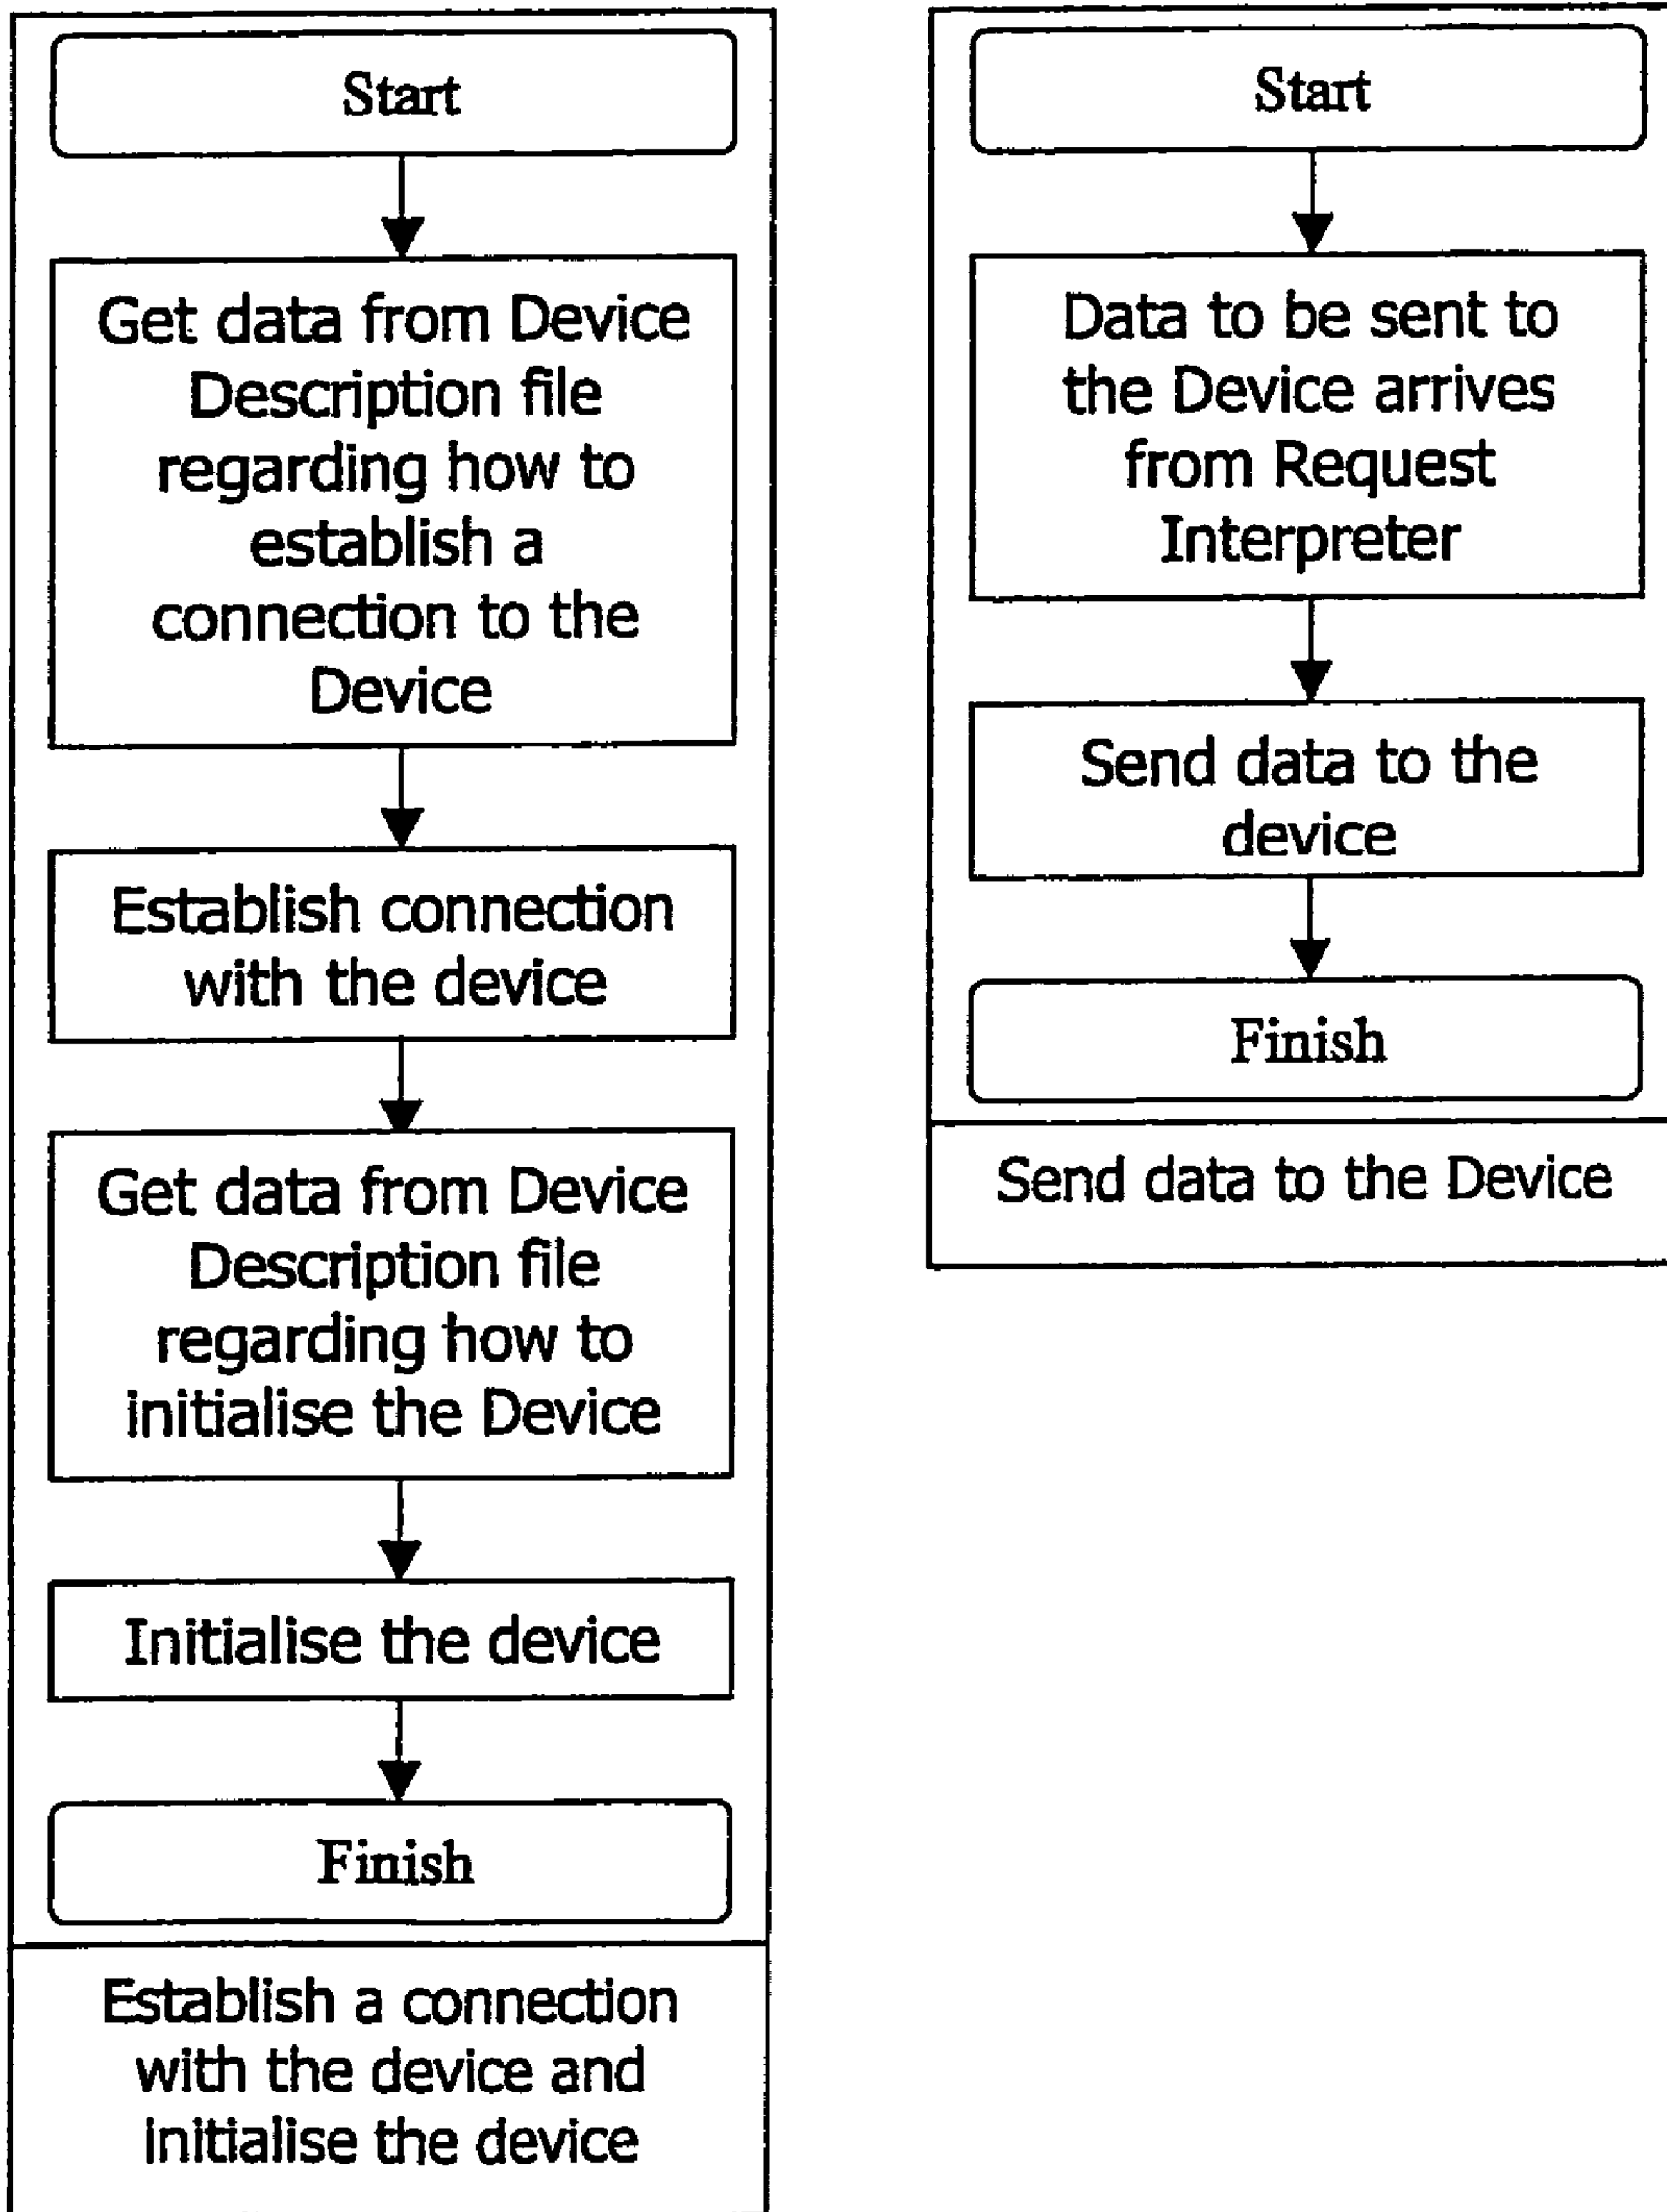 Start
Get data from Device
Description file
regarding how to
establish a
connection to the
Device
Establish connection
with the device
Get data from Device
Description file
regarding how to
initialise the Device
Initialise the device
Finish
Establish a connection
with the device and
initialise the device
Start
Data to be sent to
the Device arrives
from Request
Interpreter
Send data to the
device
Finish
Send data to the Device